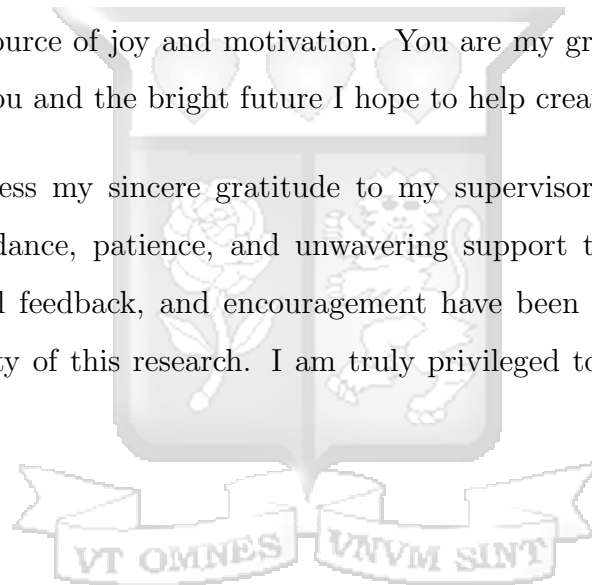 ource of joy and motivation. You are my gr
ou and the bright future I hope to help crea
ess my sincere gratitude to my supervisor
dance, patience, and unwavering support t
l feedback, and encouragement have been
ty of this research. I am truly privileged to
VT OMNES VNVM SINT